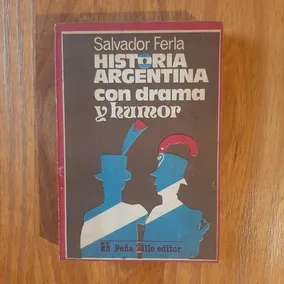 Salvador Ferla
HISTORIA
ARGENTINA
con drama
y humor
Peña Lillo editor